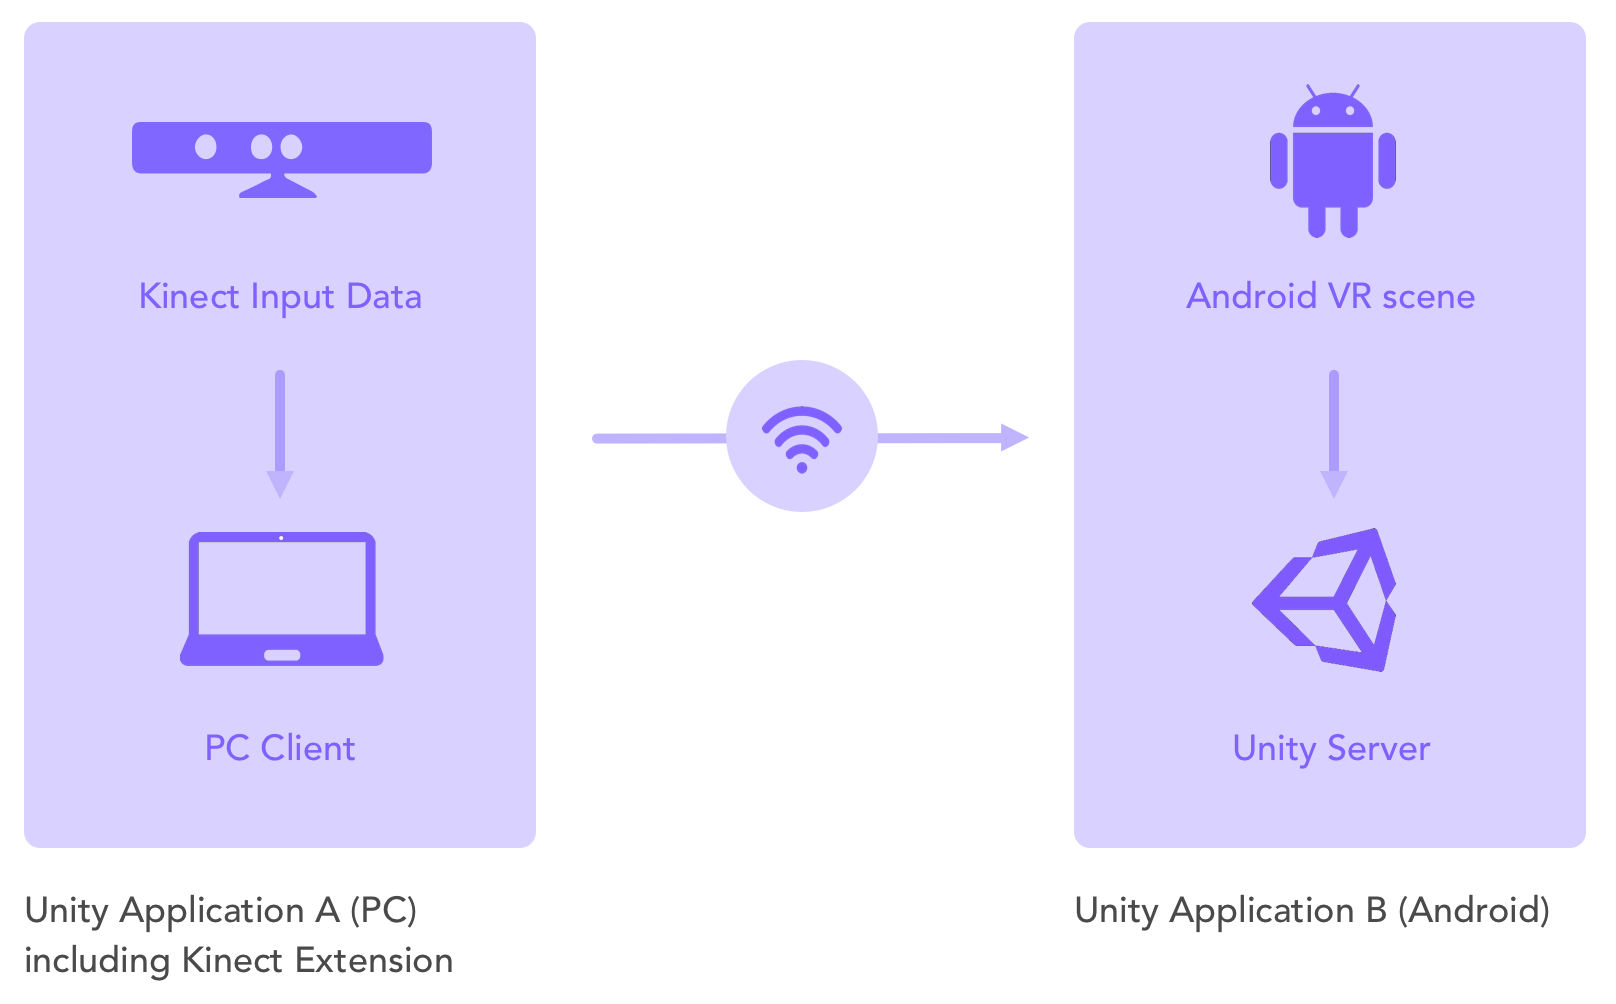 Kinect Input Data
PC Client
Unity Application A (PC)
including Kinect Extension
Android VR scene
Unity Server
Unity Application B (Android)